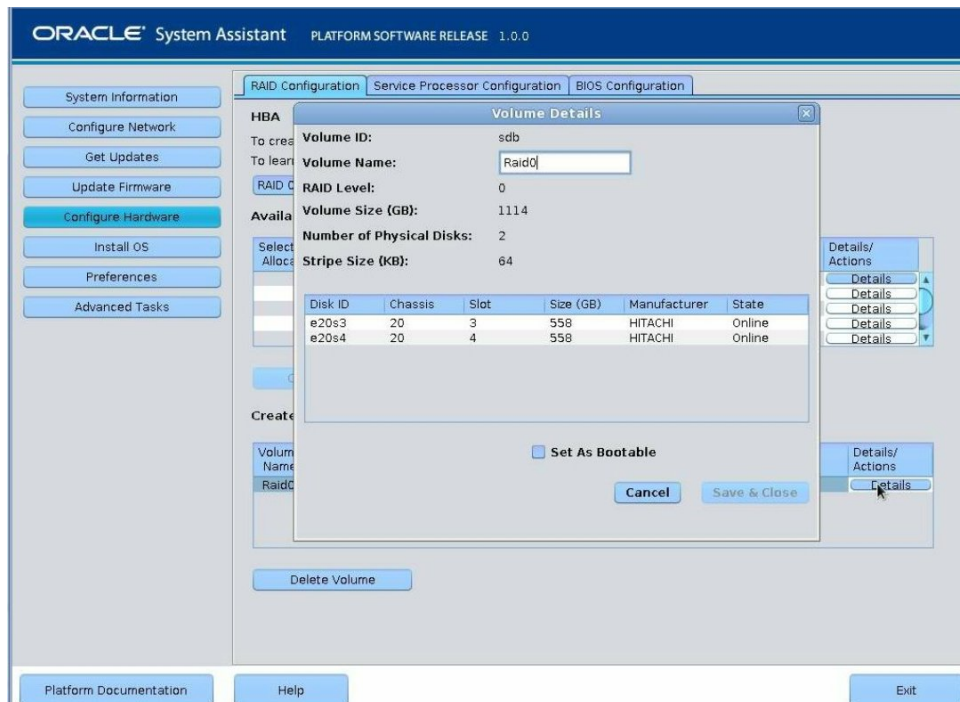 ORACLE System Assistant PLATFORM SOFTWARE RELEASE 1.0.0
System Information
Configure Network
Get Updates
Update Firmware
Configure Hardware
Install OS
Preferences
Advanced Tasks
RAID Configuration Service Processor Configuration BIOS Configuration
HBA
To crea
To learn
RAID C
Availa
Select
Alloca
Details/
Actions
Details
Details
Details
Details
Details
Create
Volum
Name
Raid0
Details/
Actions
Details
Delete Volume
Volume Details
Volume ID: sdb
Volume Name: Raid0
RAID Level: 0
Volume Size (GB): 1114
Number of Physical Disks: 2
Stripe Size (KB): 64
Disk ID Chassis Slot Size (GB) Manufacturer State
e20s3 20 3 558 HITACHI Online
e20s4 20 4 558 HITACHI Online
Set As Bootable
Cancel Save & Close
Platform Documentation Help Exit